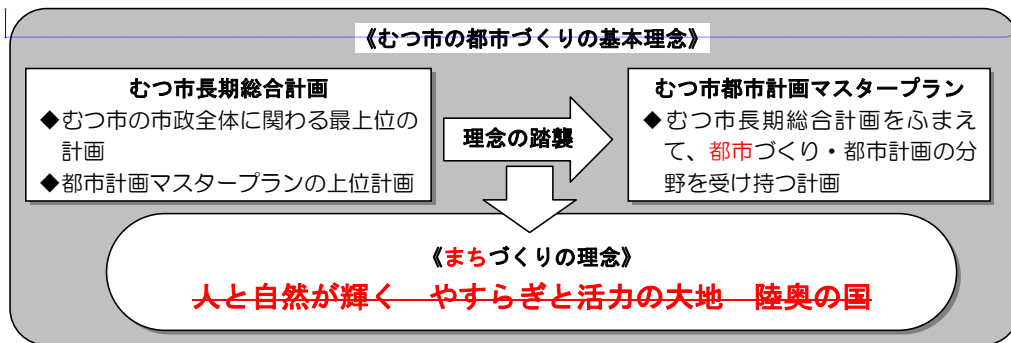 《むつ市の都市づくりの基本理念》
むつ市長期総合計画
◆むつ市の市政全体に関わる最上位の
計画
◆都市計画マスタープランの上位計画
理念の踏襲
むつ市都市計画マスタープラン
◆むつ市長期総合計画をふまえ
て、都市づくり・都市計画の分
野を受け持つ計画
《まちづくりの理念》
人と自然が輝く　やすらぎと活力の大地　陸奥の国